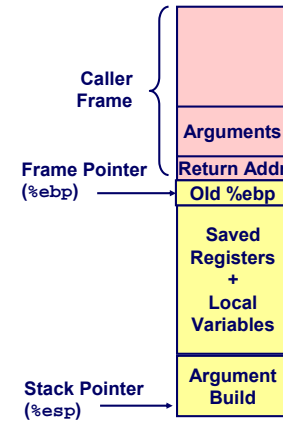 Caller
Frame
Arguments
Frame Pointer
(%ebp)
Return Addr
Old %ebp
Saved
Registers
+
Local
Variables
Stack Pointer
(%esp)
Argument
Build